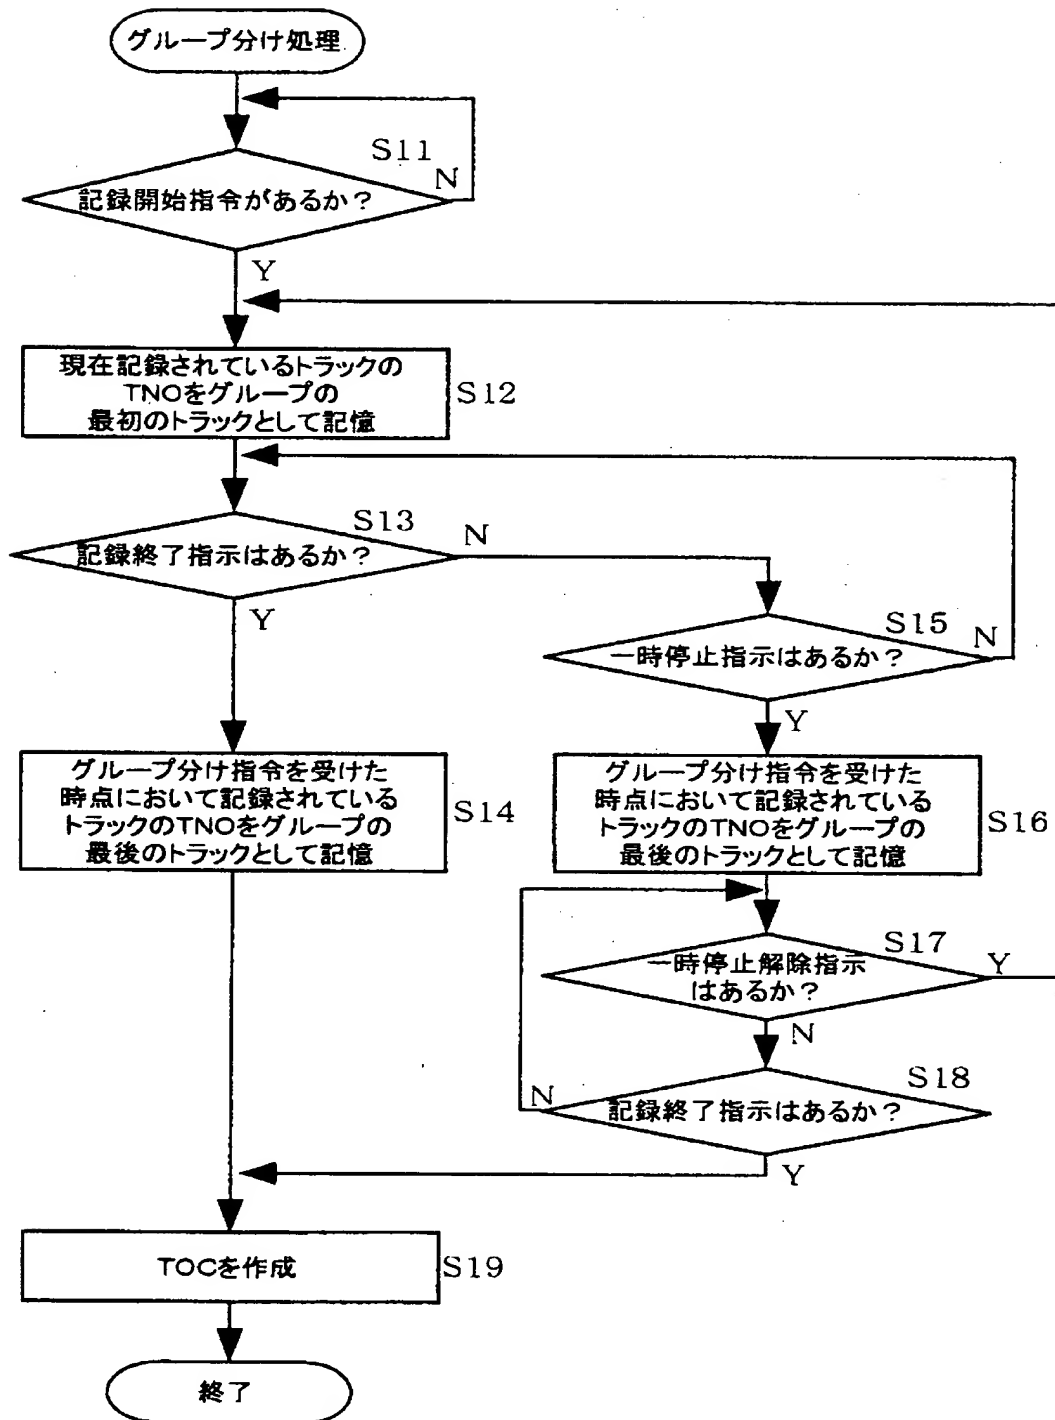 グループ分け処理
S11
記録開始指令があるか？
N
Y
現在記録されているトラックの
TNOをグループの
最初のトラックとして記憶
S12
S13
記録終了指示はあるか？
N
Y
S15
一時停止指示はあるか？
N
Y
グループ分け指令を受けた
時点において記録されている
トラックのTNOをグループの
最後のトラックとして記憶
S14
グループ分け指令を受けた
時点において記録されている
トラックのTNOをグループの
最後のトラックとして記憶
S16
S17
一時停止解除指示
はあるか？
Y
N
S18
記録終了指示はあるか？
N
Y
TOCを作成
S19
終了